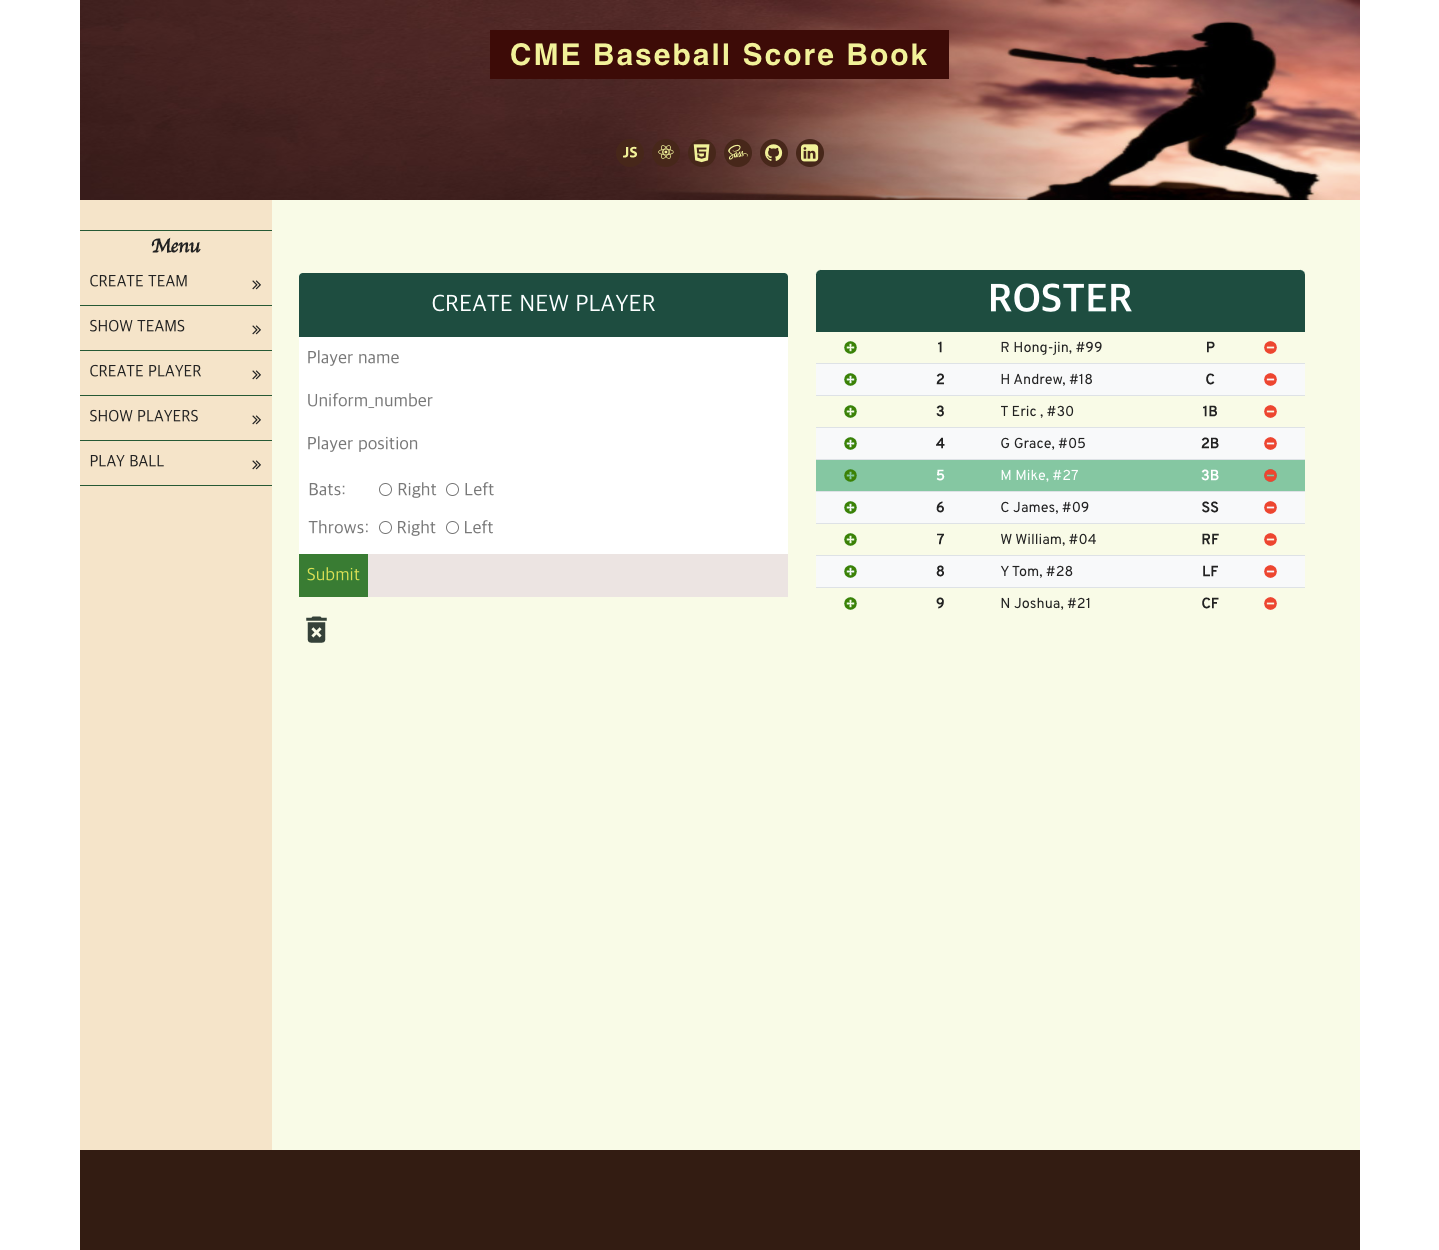 CME Baseball Score Book
JS
Sass
in
Menu
CREATE TEAM
SHOW TEAMS
CREATE PLAYER
SHOW PLAYERS
PLAY BALL
CREATE NEW PLAYER
Player name
Uniform_number
Player position
Bats: Right Left
Throws: Right Left
Submit
ROSTER
1 R Hong-jin, #99 P
2 H Andrew, #18 C
3 T Eric , #30 1B
4 G Grace, #05 2B
5 M Mike, #27 3B
6 C James, #09 SS
7 W William, #04 RF
8 Y Tom, #28 LF
9 N Joshua, #21 CF